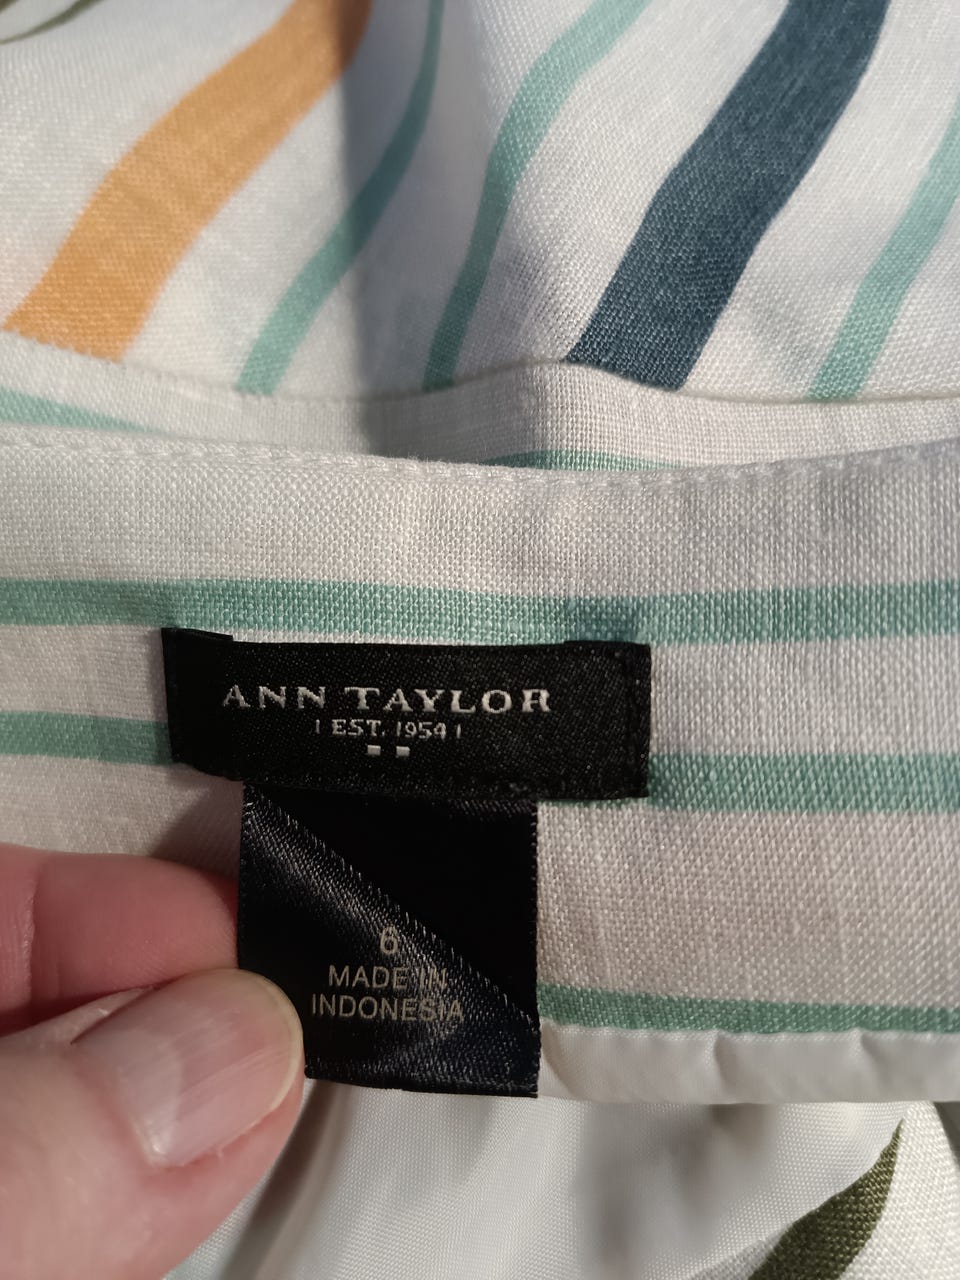 ANN TAYLOR
| EST. 1954 |
6
MADE IN
INDONESIA